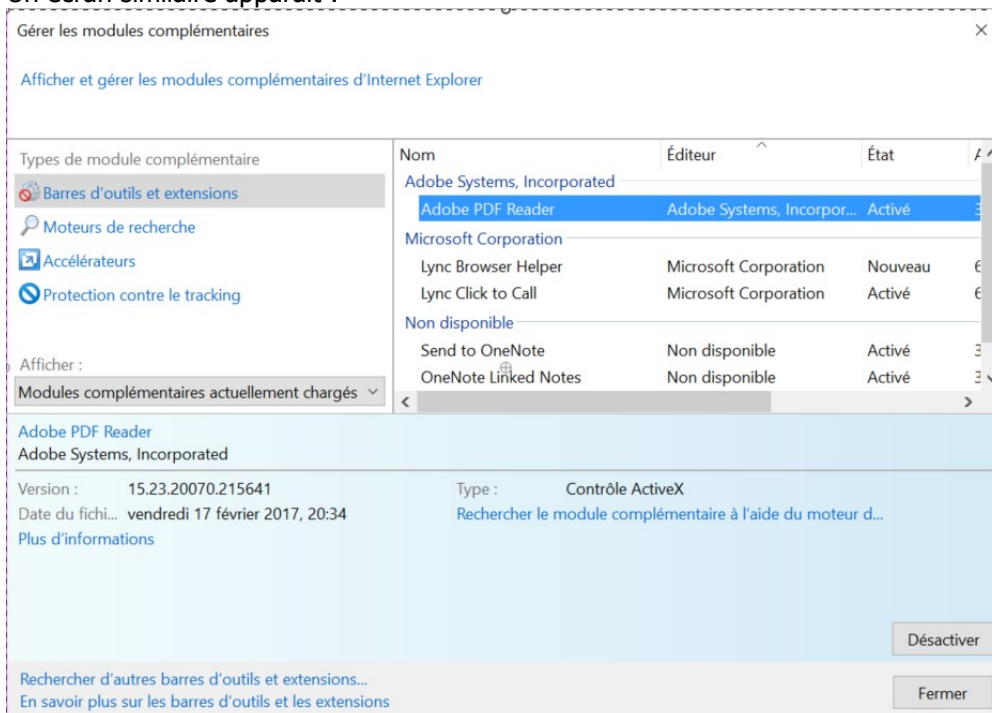 Un écran similaire apparait :
Gérer les modules complémentaires
Afficher et gérer les modules complémentaires d'Internet Explorer
Types de module complémentaire
Barres d'outils et extensions
Moteurs de recherche
Accélérateurs
Protection contre le tracking
Afficher :
Modules complémentaires actuellement chargés
Nom Éditeur État
Adobe Systems, Incorporated
Adobe PDF Reader Adobe Systems, Incorpor... Activé
Microsoft Corporation
Lync Browser Helper Microsoft Corporation Nouveau
Lync Click to Call Microsoft Corporation Activé
Non disponible
Send to OneNote Non disponible Activé
OneNote Linked Notes Non disponible Activé
Adobe PDF Reader
Adobe Systems, Incorporated
Version : 15.23.20070.215641 Type : Contrôle ActiveX
Date du fichi... vendredi 17 février 2017, 20:34 Rechercher le module complémentaire à l'aide du moteur d...
Plus d'informations
Désactiver
Rechercher d'autres barres d'outils et extensions...
En savoir plus sur les barres d'outils et les extensions
Fermer